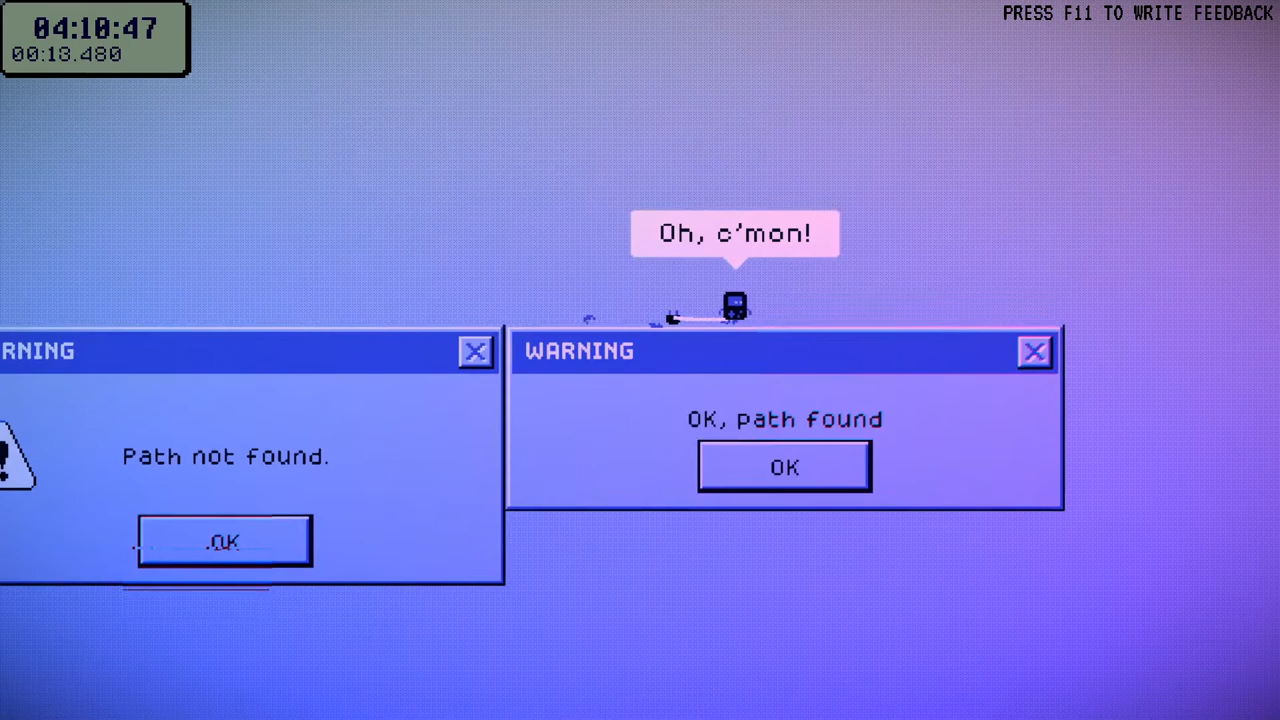 04:10:47
00:13.480
PRESS F11 TO WRITE FEEDBACK
Oh, c'mon!
RNING
Path not found.
OK
WARNING
OK, path found
OK